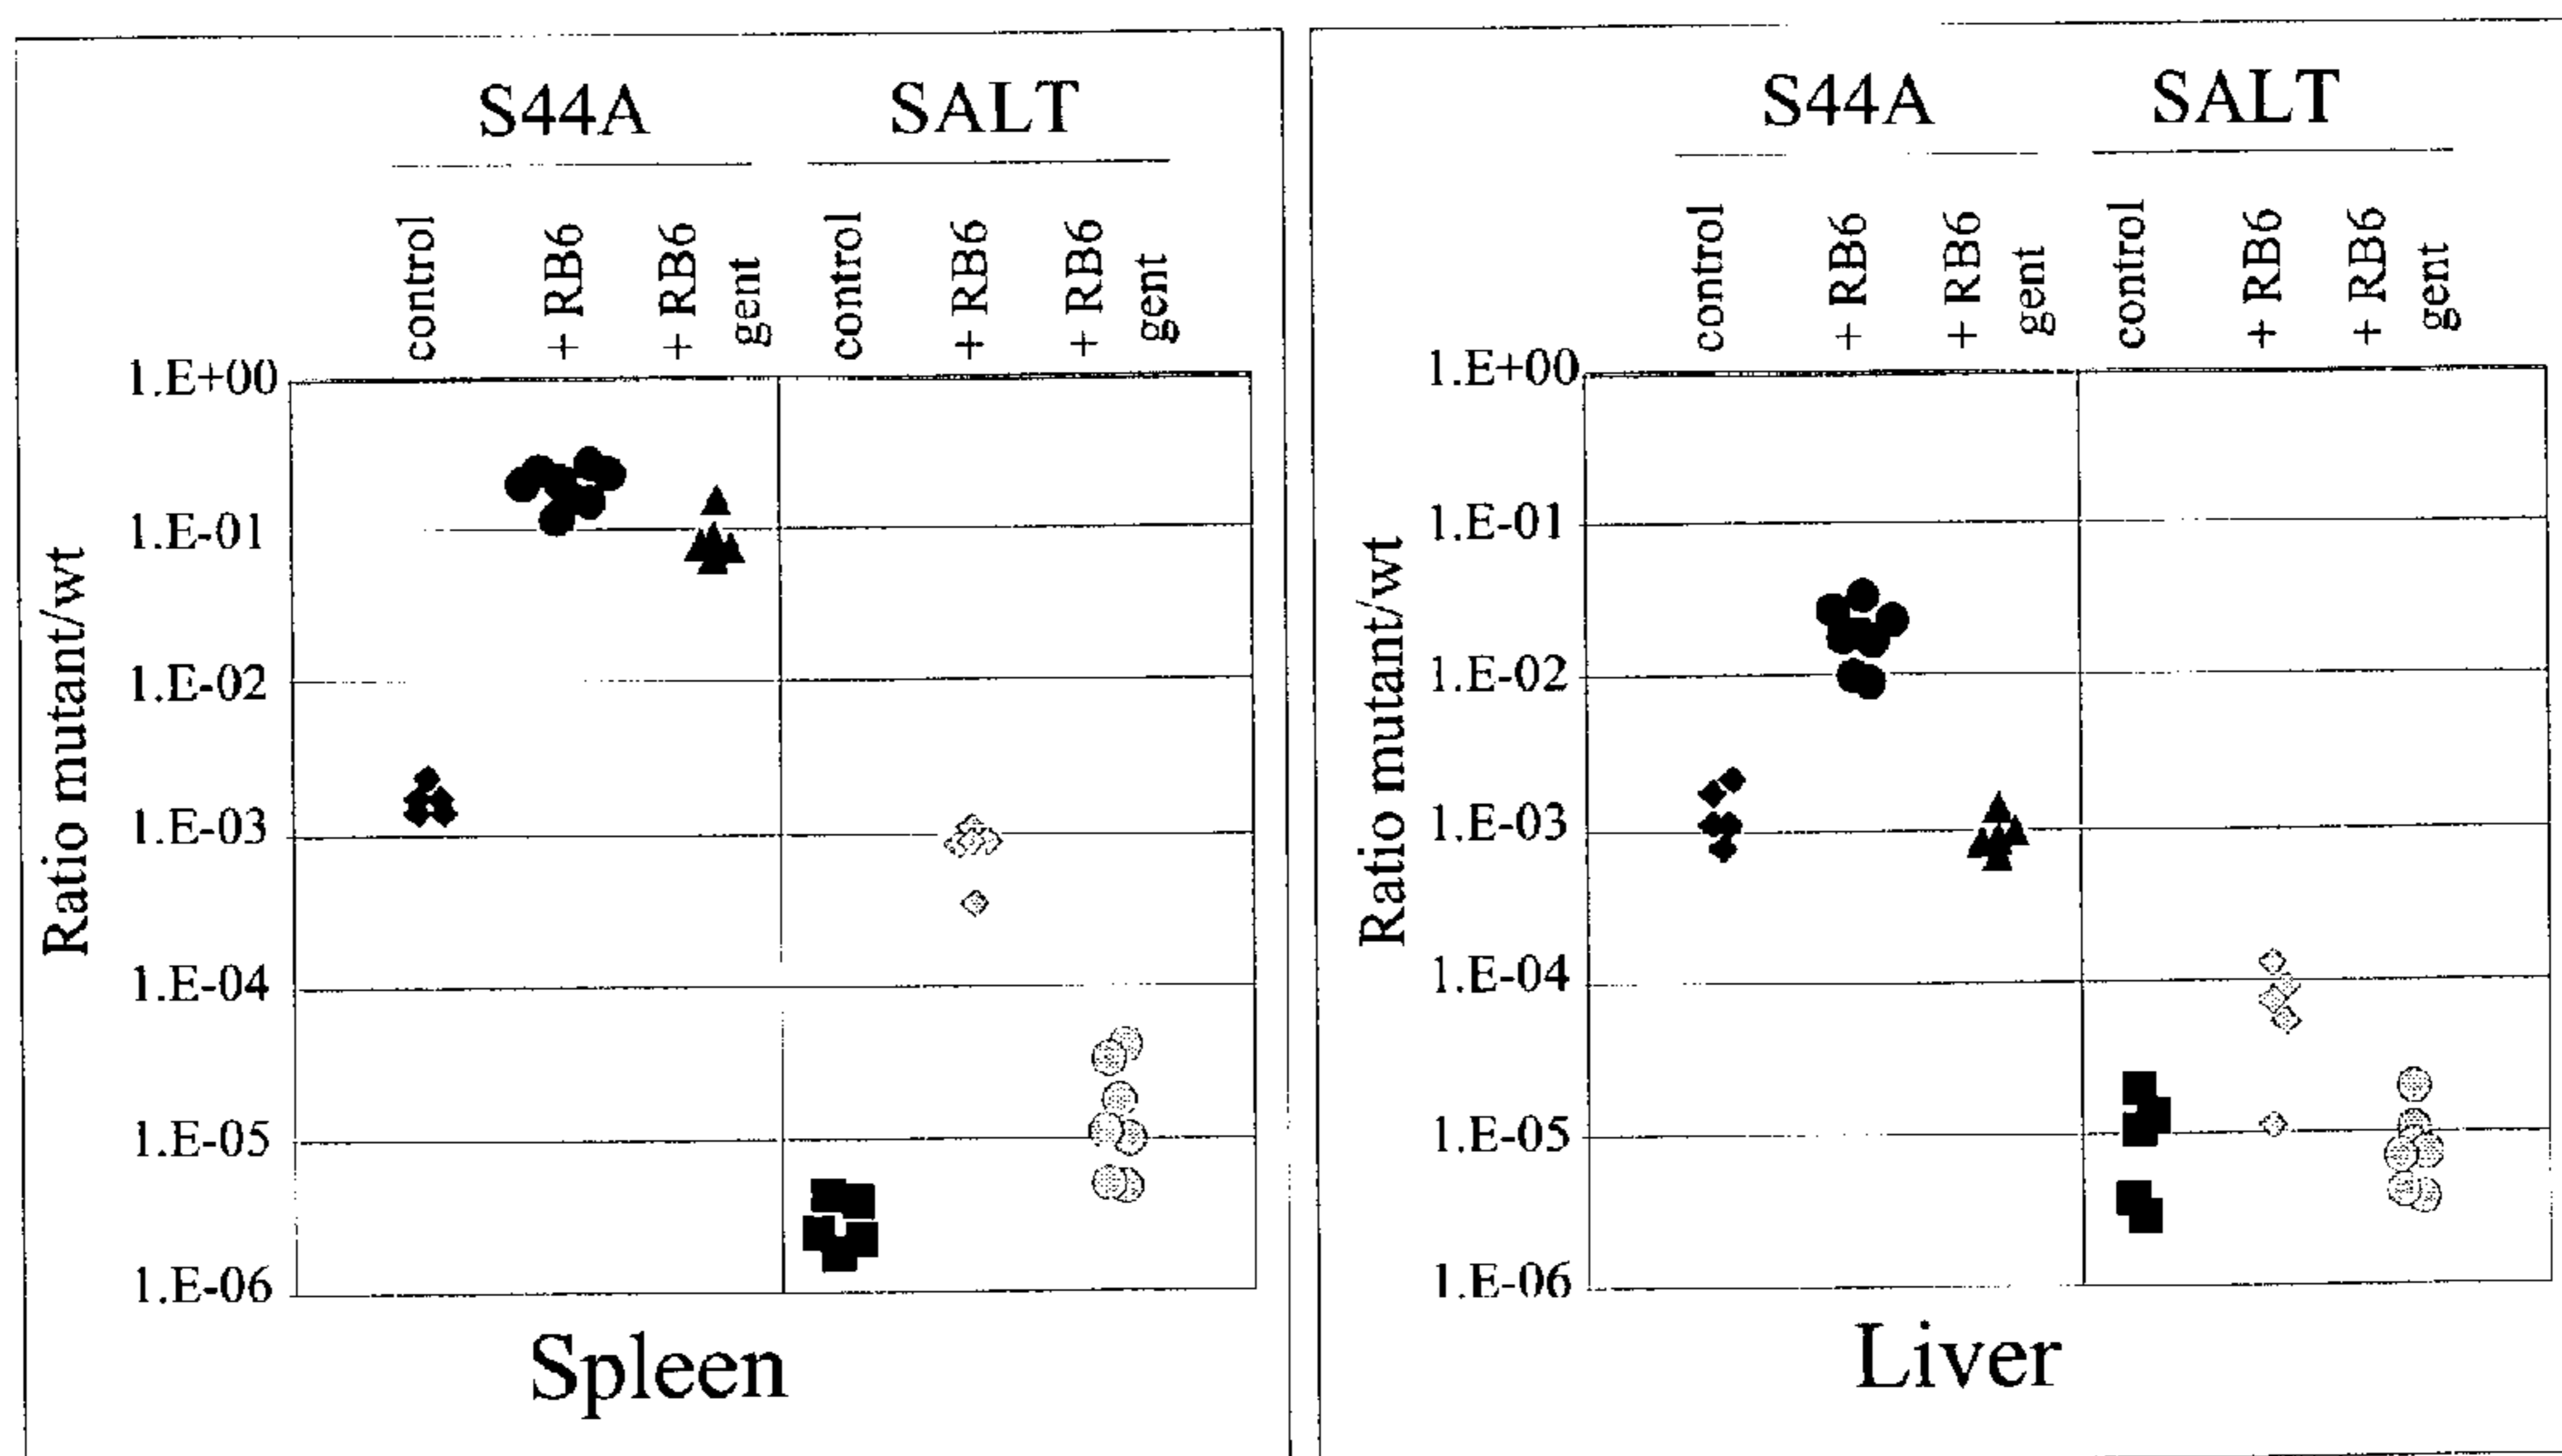 S44A SALT
control
+ RB6
+ RB6
gent
control
+ RB6
+ RB6
gent
1.E+00
1.E-01
1.E-02
1.E-03
1.E-04
1.E-05
1.E-06
Ratio mutant/wt
Spleen
S44A SALT
control
+ RB6
+ RB6
gent
control
+ RB6
+ RB6
gent
1.E+00
1.E-01
1.E-02
1.E-03
1.E-04
1.E-05
1.E-06
Ratio mutant/wt
Liver